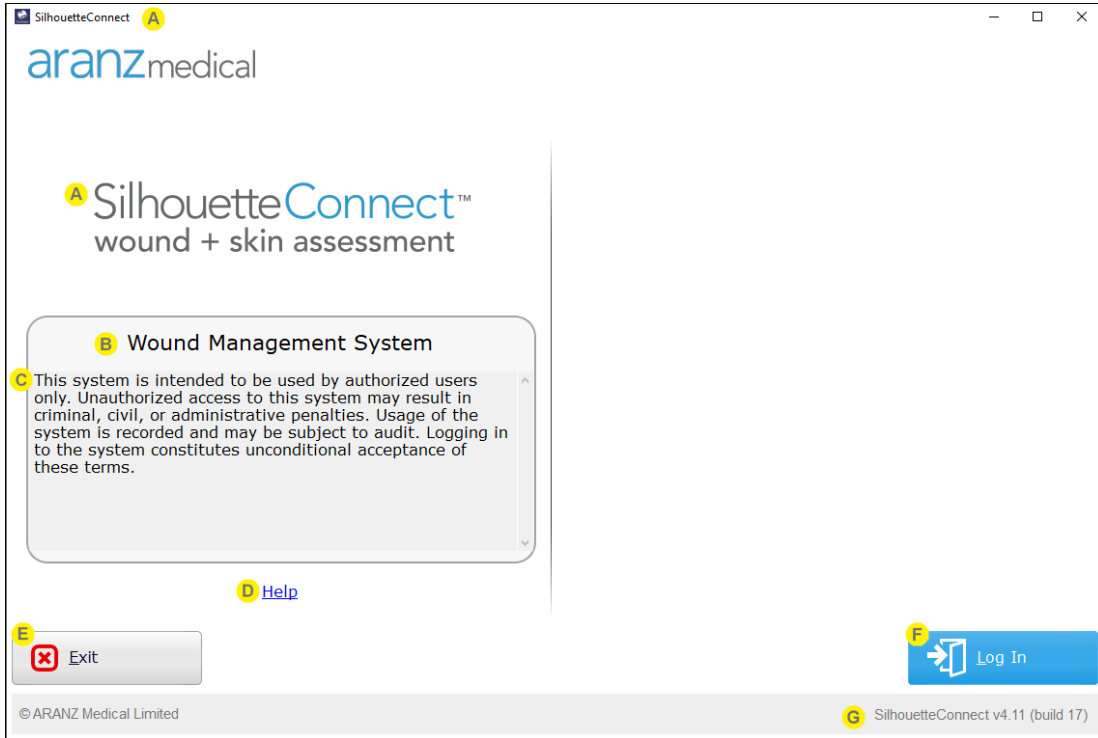 SilhouetteConnect A
aranzmedical
A SilhouetteConnect™
wound + skin assessment
B Wound Management System
C This system is intended to be used by authorized users
only. Unauthorized access to this system may result in
criminal, civil, or administrative penalties. Usage of the
system is recorded and may be subject to audit. Logging in
to the system constitutes unconditional acceptance of
these terms.
D Help
E Exit
F Log In
© ARANZ Medical Limited
G SilhouetteConnect v4.11 (build 17)